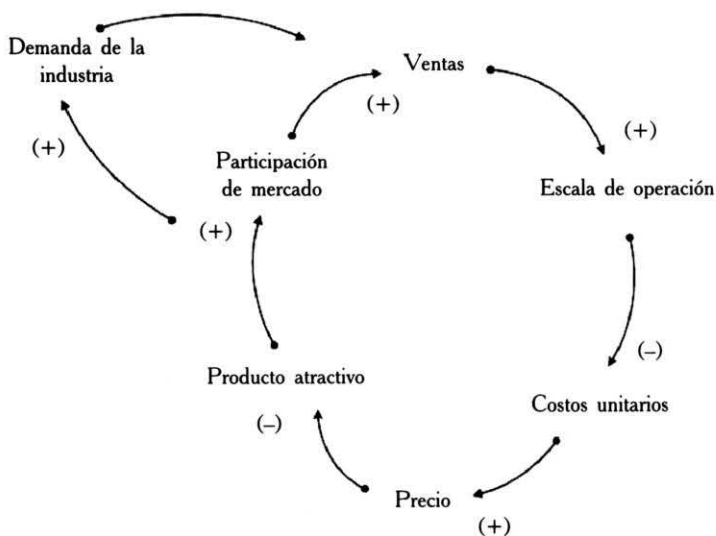 Demanda de la
industria
Ventas
(+)
(+)
(+)
Participación
de mercado
Escala de operación
(+)
(–)
Producto atractivo
Costos unitarios
(–)
Precio
(+)